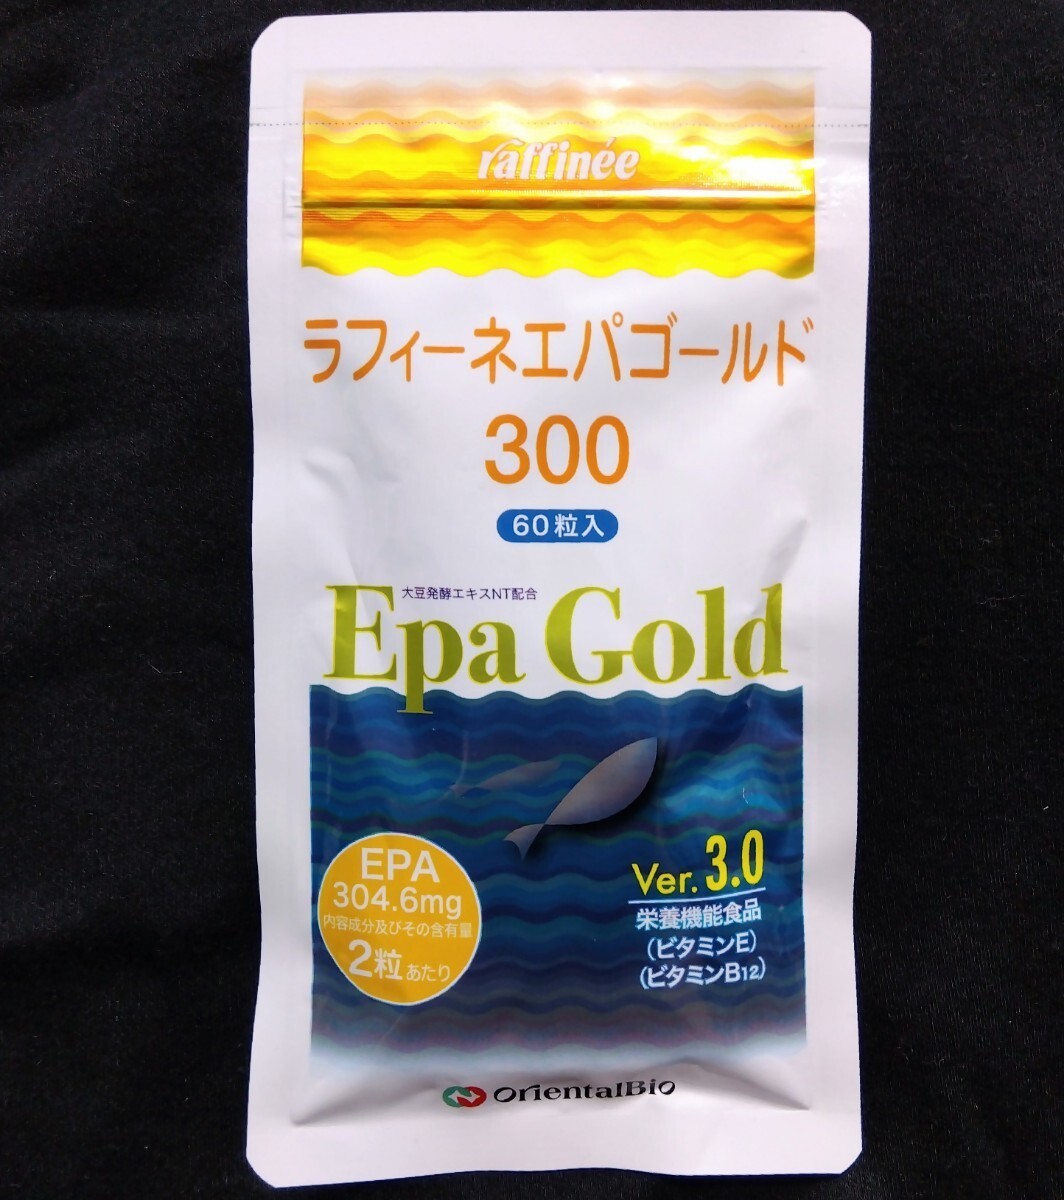 raffinée
ラフィーネエパゴールド
300
60粒入
大豆発酵エキスNT配合
Epa Gold
EPA
304.6mg
内容成分及びその含有量
2粒あたり
Ver. 3.0
栄養機能食品
(ビタミンE)
(ビタミンB12)
OrientalBio